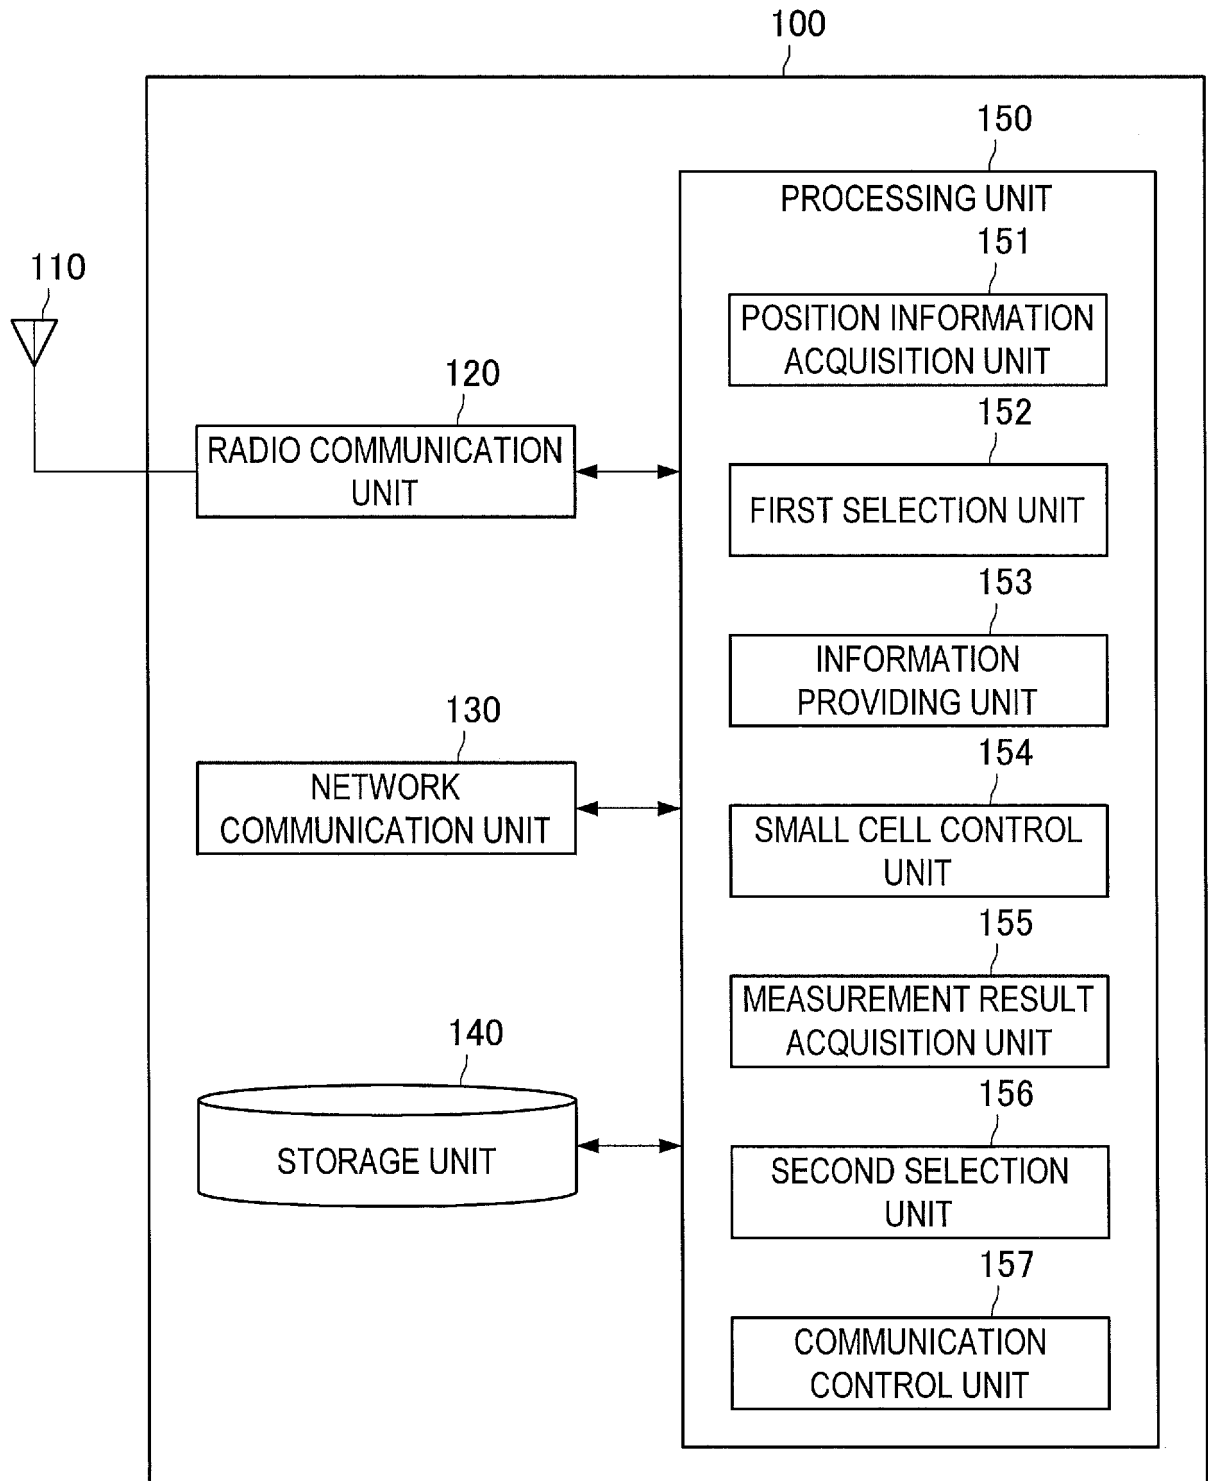 100
150
PROCESSING UNIT
151
POSITION INFORMATION
ACQUISITION UNIT
110
120
RADIO COMMUNICATION
UNIT
152
FIRST SELECTION UNIT
153
INFORMATION
PROVIDING UNIT
130
NETWORK
COMMUNICATION UNIT
154
SMALL CELL CONTROL
UNIT
155
MEASUREMENT RESULT
ACQUISITION UNIT
140
STORAGE UNIT
156
SECOND SELECTION
UNIT
157
COMMUNICATION
CONTROL UNIT